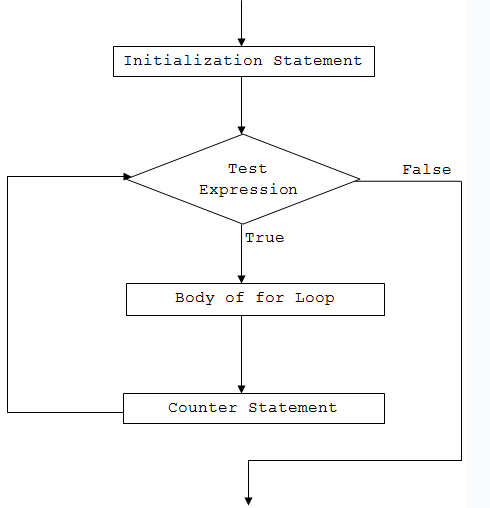 Initialization Statement
Test
Expression
False
True
Body of for Loop
Counter Statement